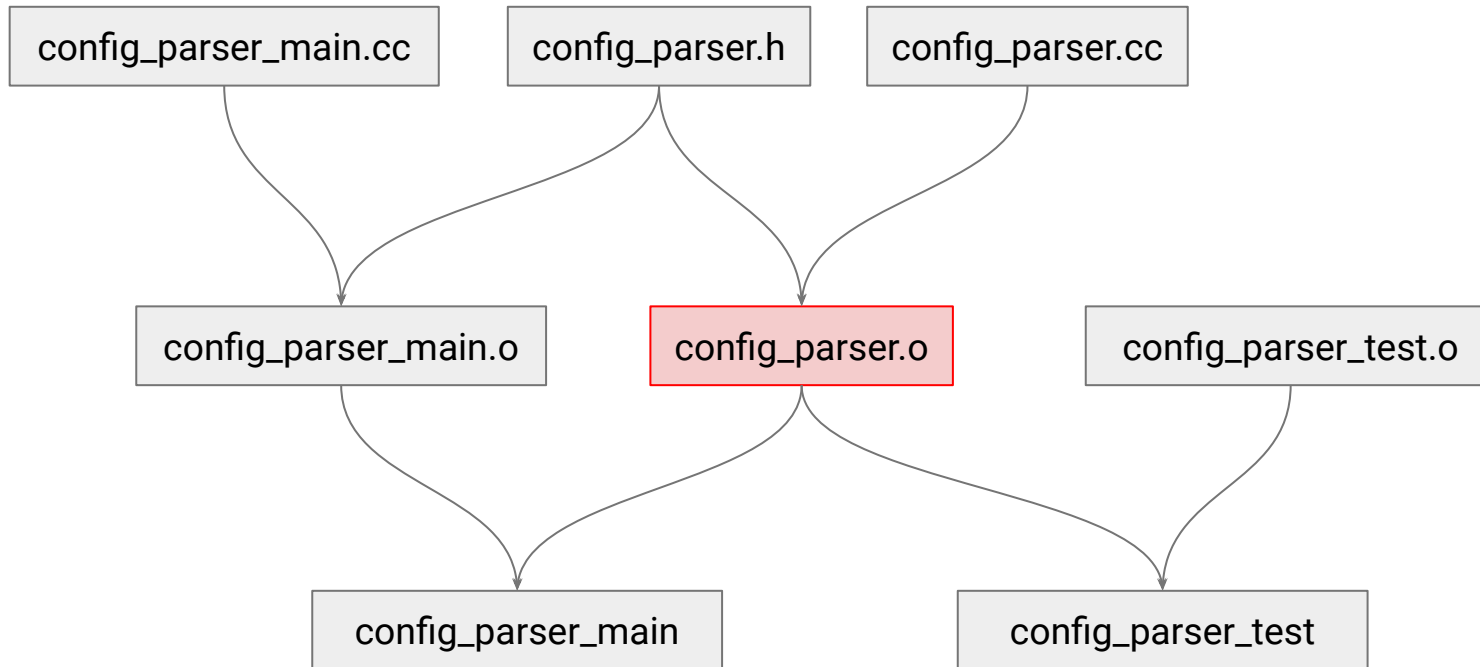 config_parser_main.cc
config_parser.h
config_parser.cc
config_parser_main.o
config_parser.o
config_parser_test.o
config_parser_main
config_parser_test